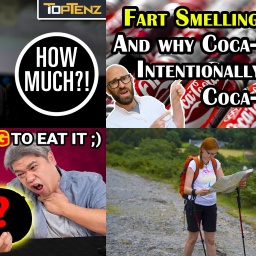 TOPTENZ
HOW
MUCH?!
FART SMELLING
AND WHY COCA-
INTENTIONALLY
COCA-
G TO EAT IT ;)
?